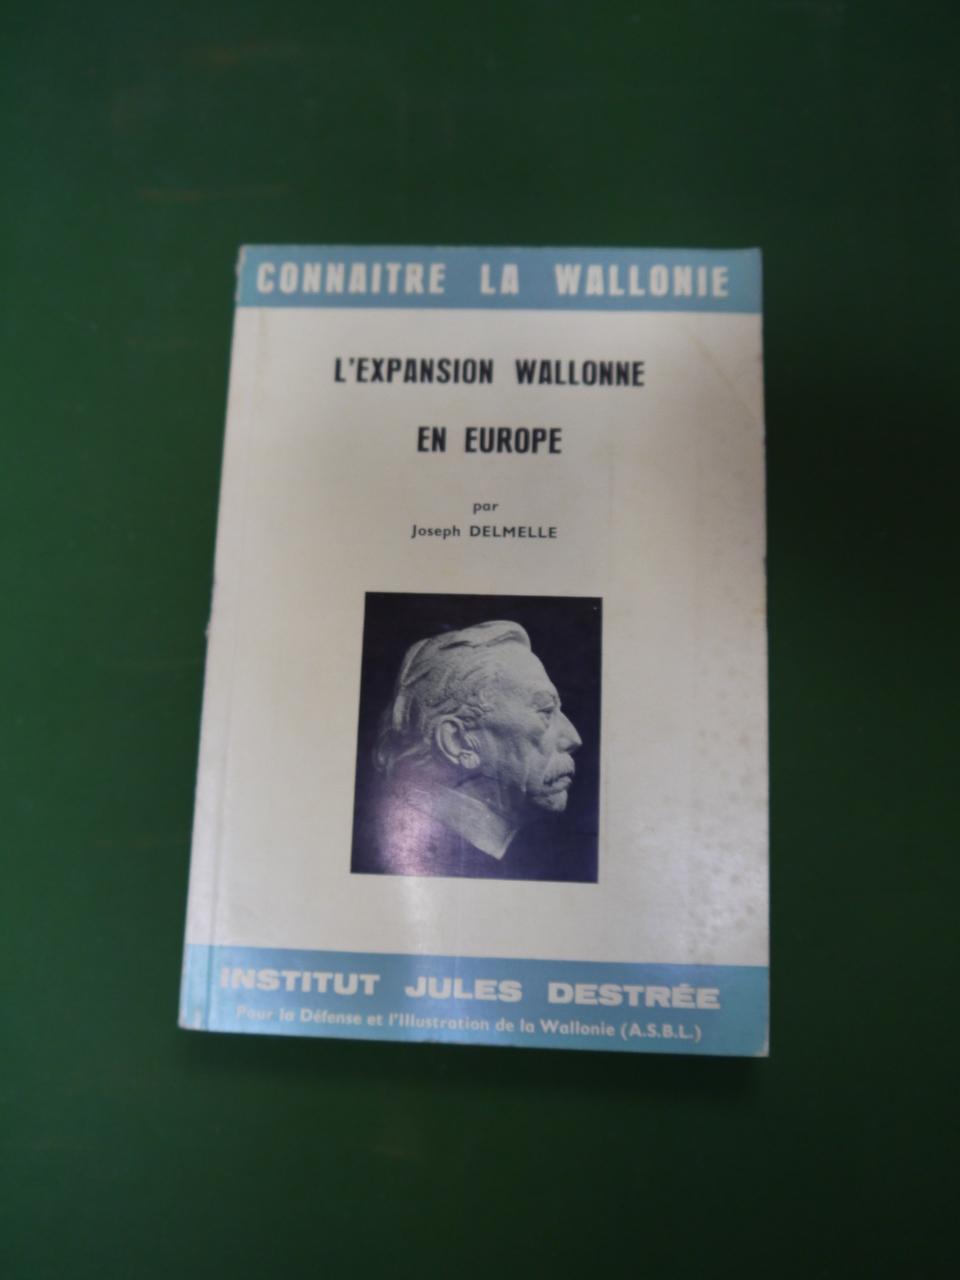 CONNAITRE LA WALLONIE
L'EXPANSION WALLONNE
EN EUROPE
par
Joseph DELMELLE
INSTITUT JULES DESTRÉE
Pour la Défense et l'Illustration de la Wallonie (A.S.B.L.)